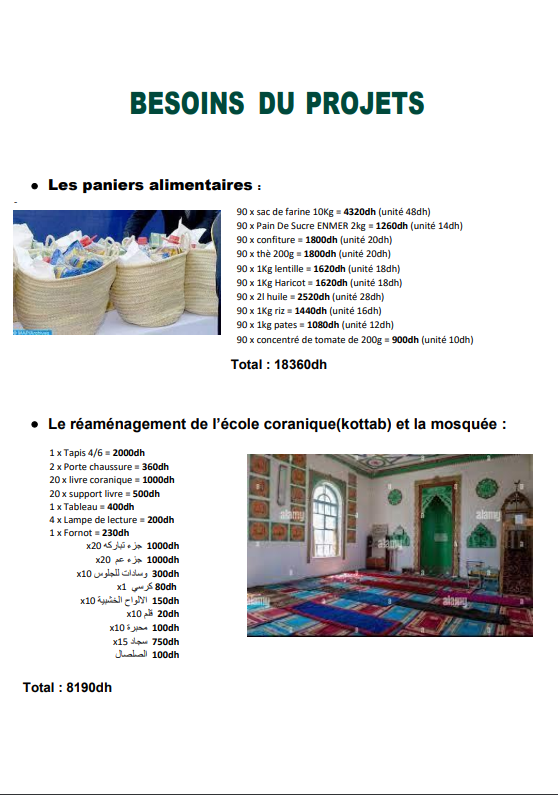 BESOINS DU PROJETS
● Les paniers alimentaires :
-
90 x sac de farine 10Kg = 4320dh (unité 48dh)
90 x Pain De Sucre ENMER 2kg = 1260dh (unité 14dh)
90 x confiture = 1800dh (unité 20dh)
90 x thè 200g = 1800dh (unité 20dh)
90 x 1Kg lentille = 1620dh (unité 18dh)
90 x 1Kg Haricot = 1620dh (unité 18dh)
90 x 2l huile = 2520dh (unité 28dh)
90 x 1Kg riz = 1440dh (unité 16dh)
90 x 1kg pates = 1080dh (unité 12dh)
90 x concentré de tomate de 200g = 900dh (unité 10dh)
Total : 18360dh
● Le réaménagement de l'école coranique(kottab) et la mosquée :
1 x Tapis 4/6 = 2000dh
2 x Porte chaussure = 360dh
20 x livre coranique = 1000dh
20 x support livre = 500dh
1 x Tableau = 400dh
4 x Lampe de lecture = 200dh
1 x Fornot = 230dh
x20 جزء تباركه 1000dh
x20 جزء عم 1000dh
x10 وسادات للجلوس 300dh
x1 كرسي 80dh
x10 الالواح الخشبية 150dh
x10 قلم 20dh
x10 محبرة 100dh
x15 سجاد 750dh
الصلصال 100dh
alamy
alamy
alamy
alamy
Total : 8190dh